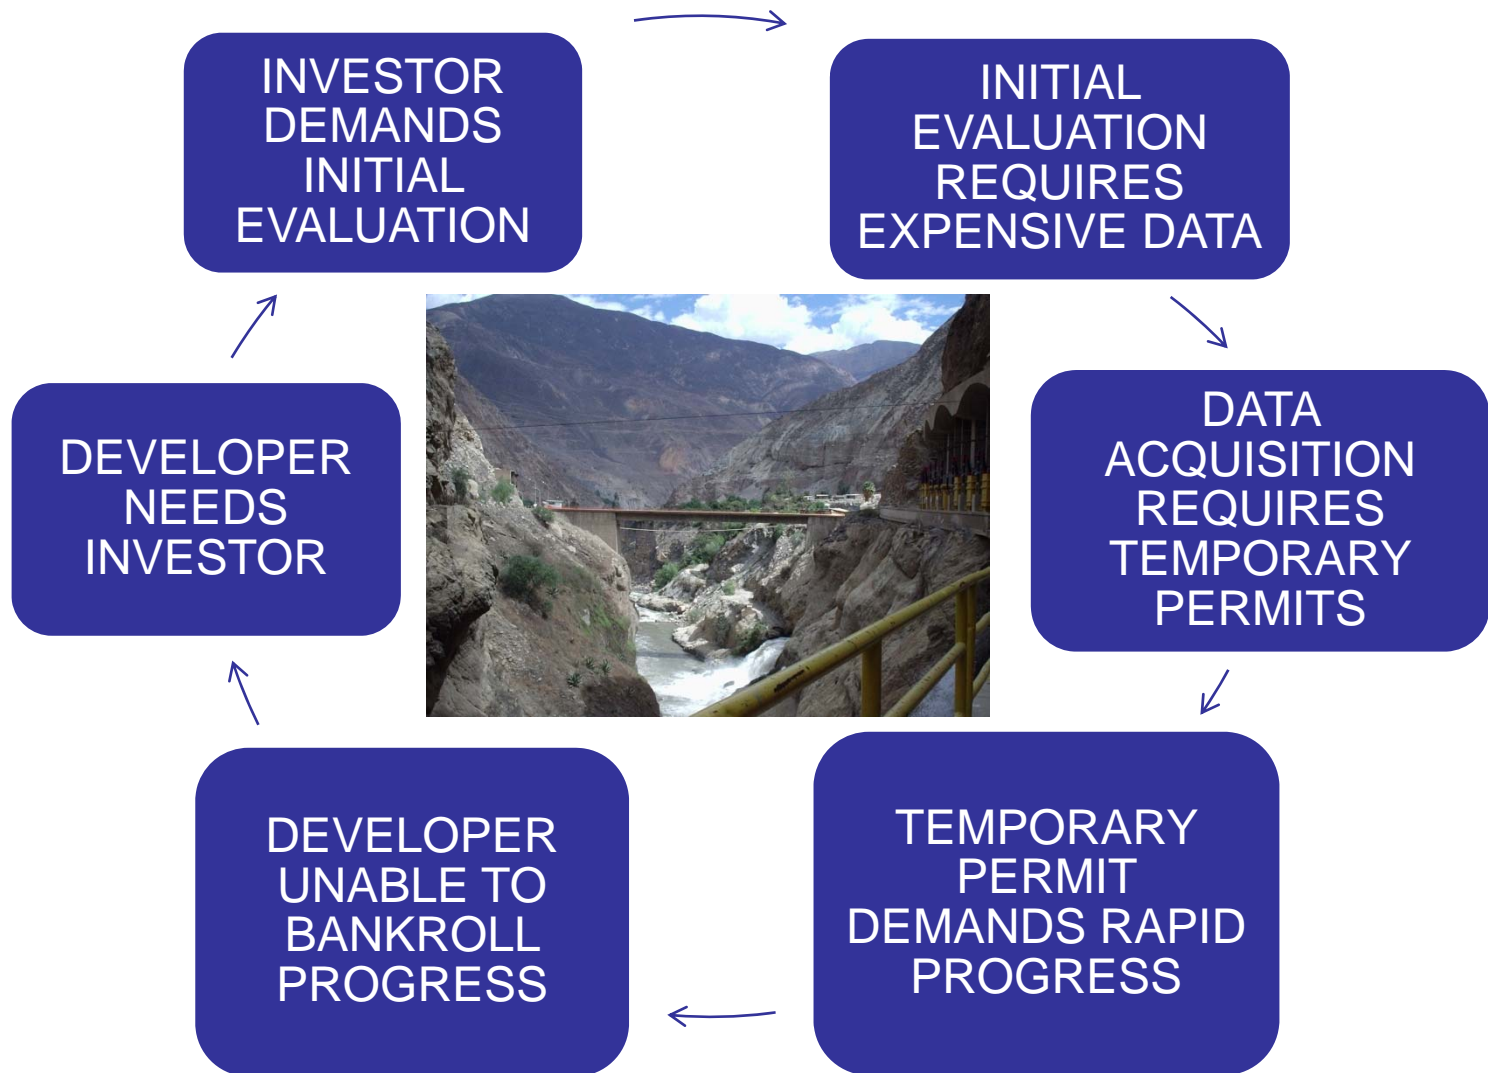 INVESTOR
DEMANDS
INITIAL
EVALUATION
INITIAL
EVALUATION
REQUIRES
EXPENSIVE DATA
DATA
ACQUISITION
REQUIRES
TEMPORARY
PERMITS
TEMPORARY
PERMIT
DEMANDS RAPID
PROGRESS
DEVELOPER
UNABLE TO
BANKROLL
PROGRESS
DEVELOPER
NEEDS
INVESTOR